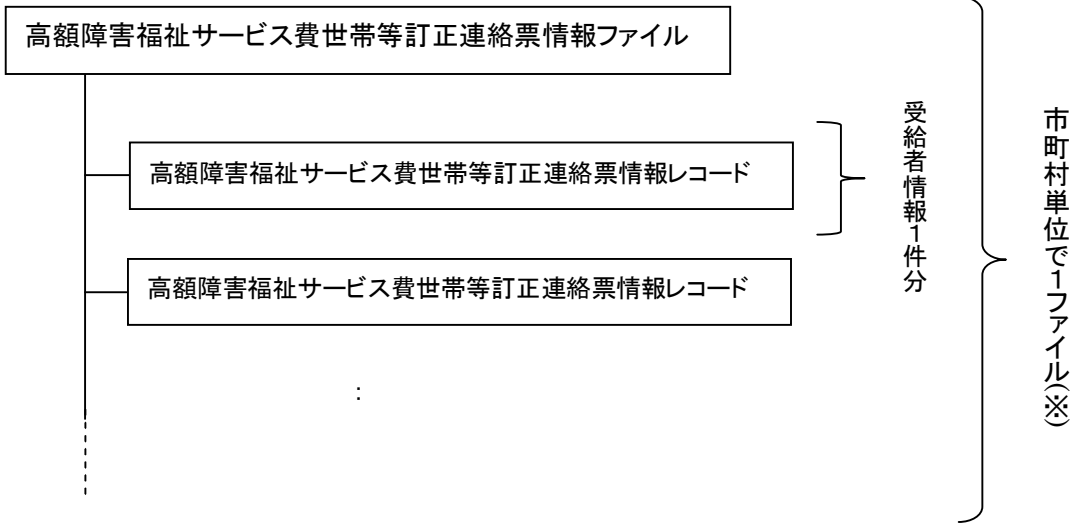 高額障害福祉サービス費世帯等訂正連絡票情報ファイル
高額障害福祉サービス費世帯等訂正連絡票情報レコード
受給者情報1件分
高額障害福祉サービス費世帯等訂正連絡票情報レコード
:
市町村単位で1ファイル(※)